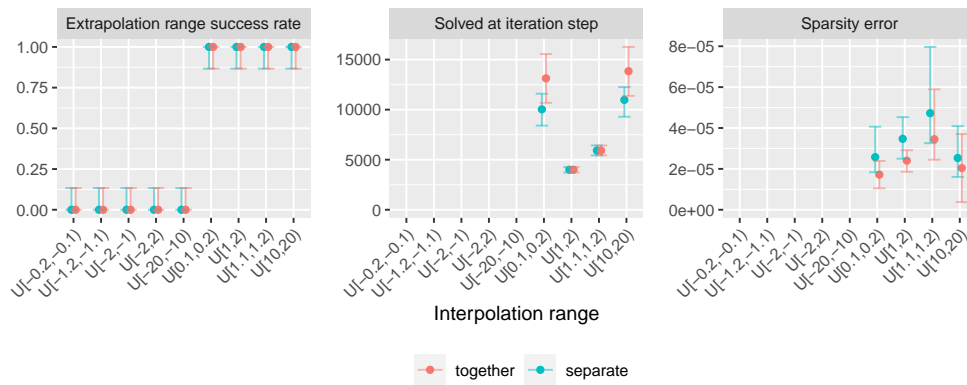 Extrapolation range success rate
Solved at iteration step
Sparsity error
1.00
0.75
0.50
0.25
0.00
U[-0.2,-0.1)
U[-1.2,-1.1)
U[-2,-1)
U[-2,2)
U[-20,-10)
U[0.1,0.2)
U[1,2)
U[1.1,1.2)
U[10,20)
15000
10000
5000
0
U[-0.2,-0.1)
U[-1.2,-1.1)
U[-2,-1)
U[-2,2)
U[-20,-10)
U[0.1,0.2)
U[1,2)
U[1.1,1.2)
U[10,20)
8e-05
6e-05
4e-05
2e-05
0e+00
U[-0.2,-0.1)
U[-1.2,-1.1)
U[-2,-1)
U[-2,2)
U[-20,-10)
U[0.1,0.2)
U[1,2)
U[1.1,1.2)
U[10,20)
Interpolation range
together
separate